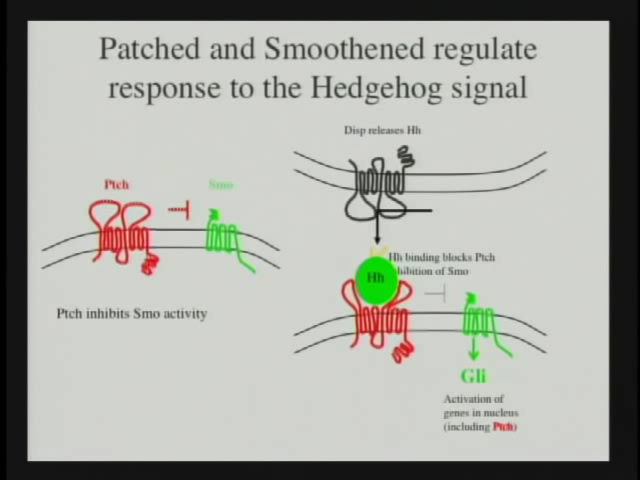 Patched and Smoothened regulate
response to the Hedgehog signal
Disp releases Hh
Ptch
Smo
Hh binding blocks Ptch
inhibition of Smo
Hh
Ptch inhibits Smo activity
Gli
Activation of
genes in nucleus
(including Ptch)